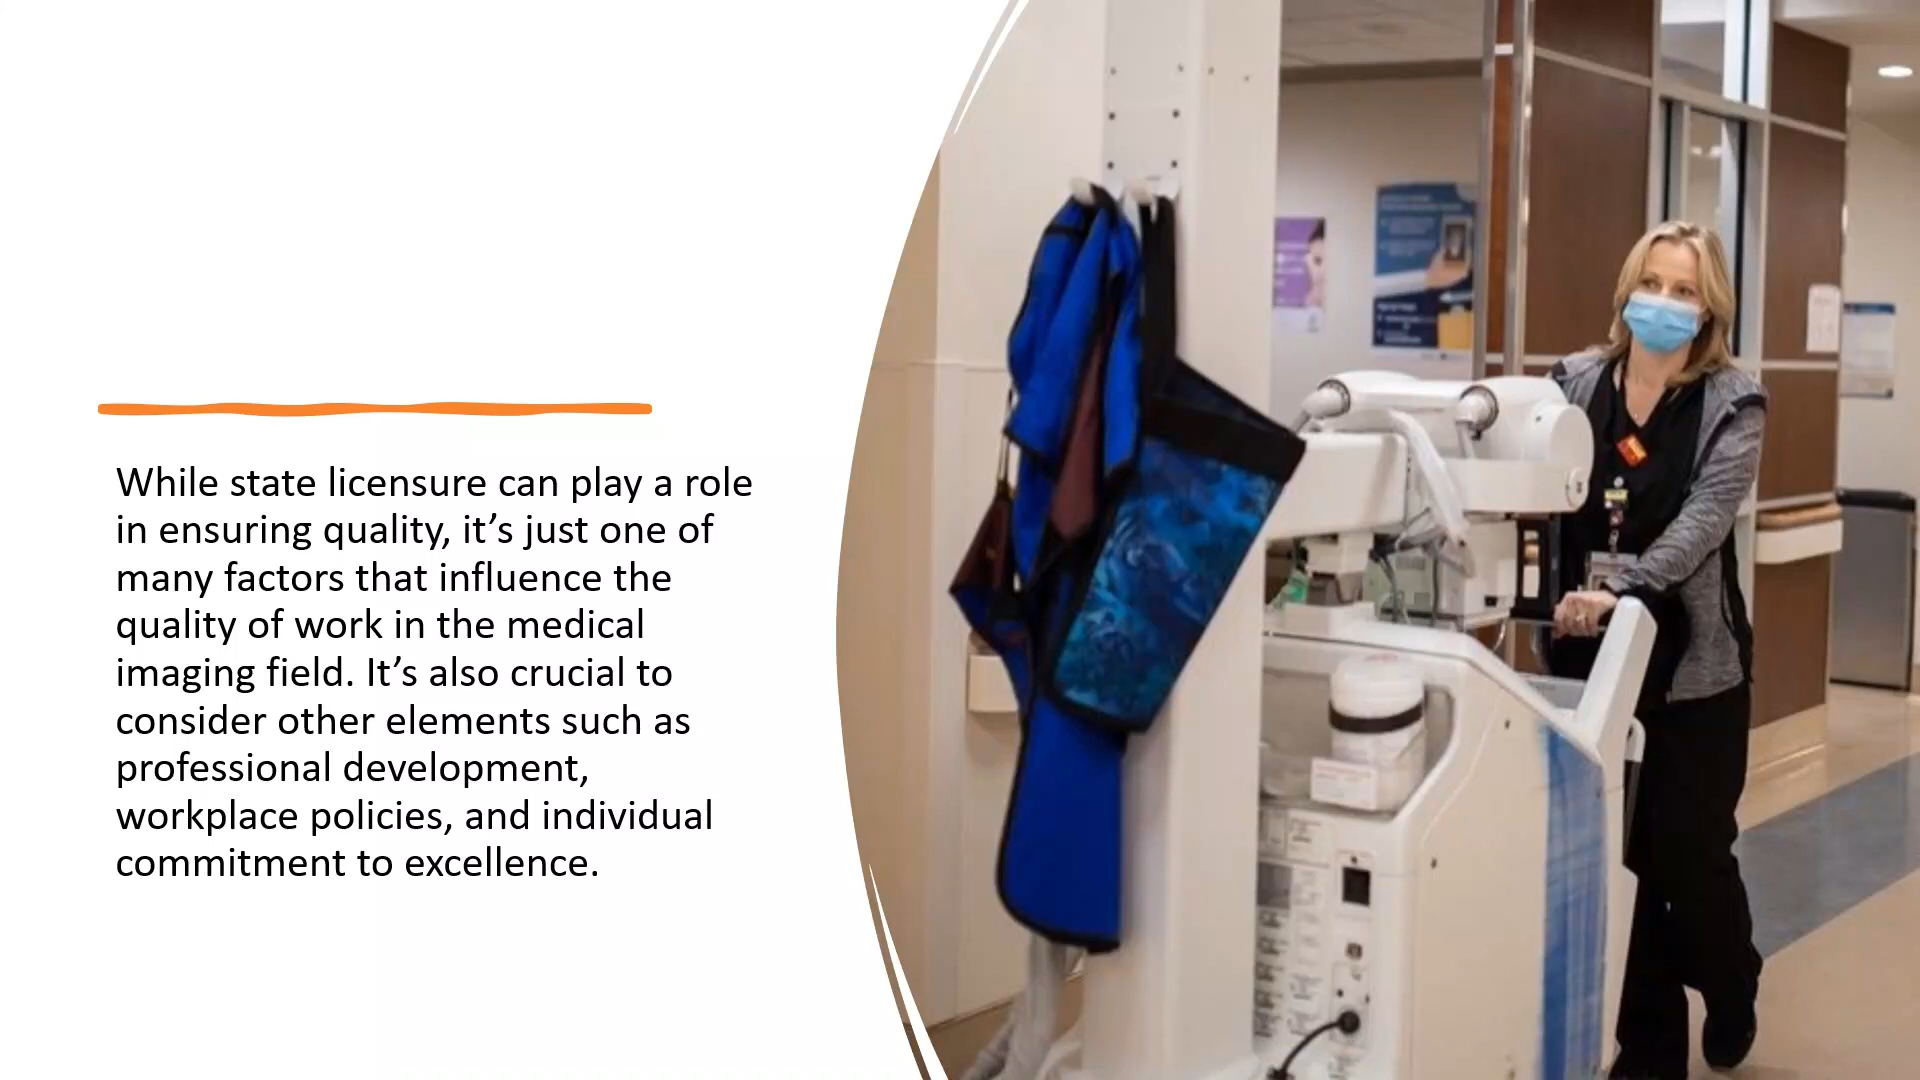 While state licensure can play a role
in ensuring quality, it’s just one of
many factors that influence the
quality of work in the medical
imaging field. It’s also crucial to
consider other elements such as
professional development,
workplace policies, and individual
commitment to excellence.